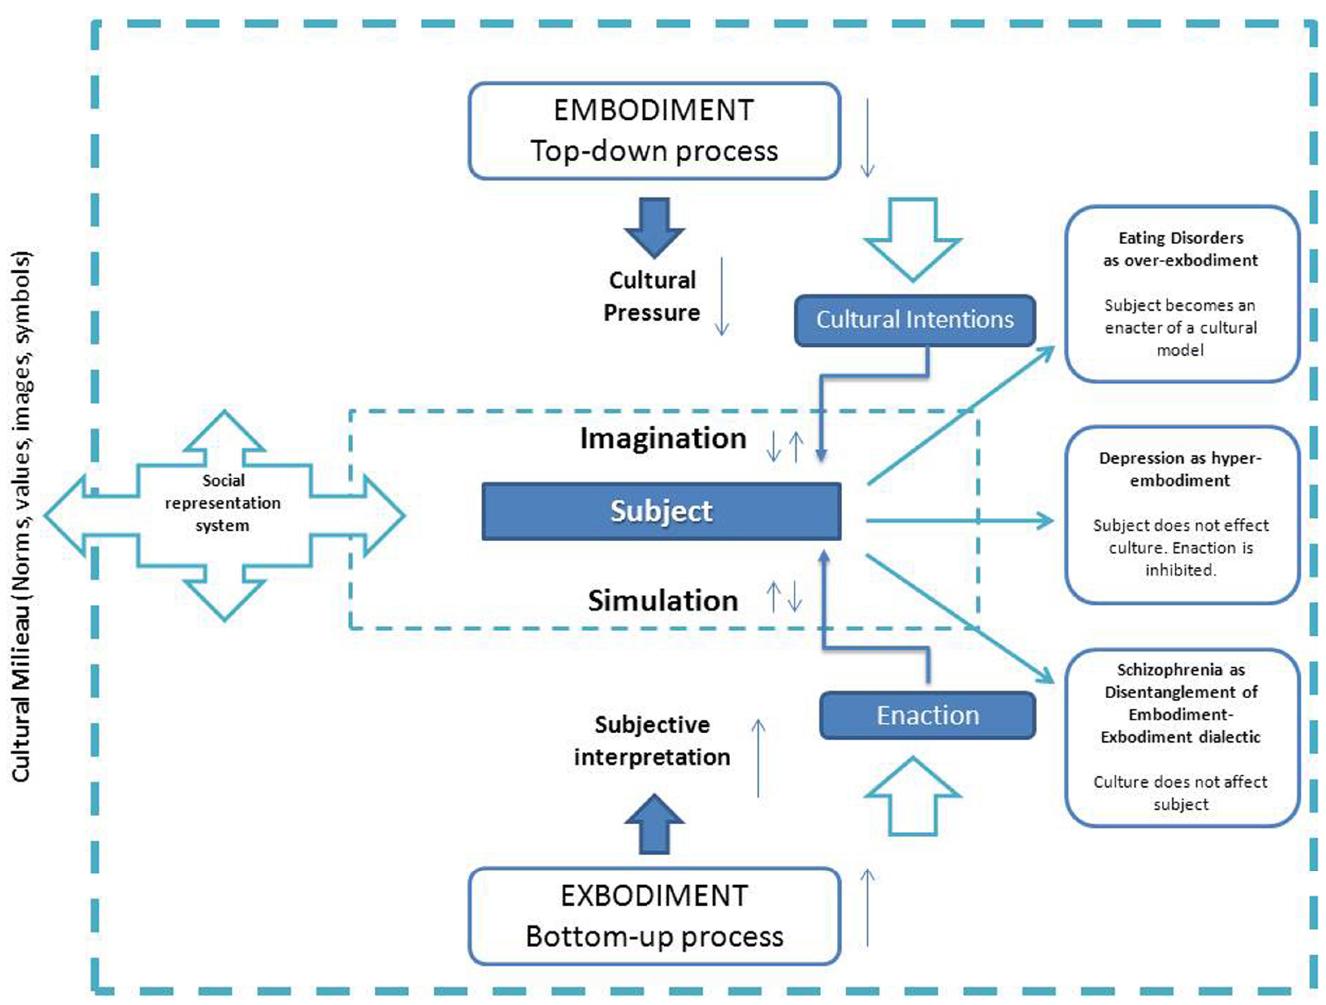 EMBODIMENT
Top-down process
Cultural
Pressure
Cultural Intentions
Eating Disorders
as over-exbodiment
Subject becomes an
enacter of a cultural
model
Cultural Milieau (Norms, values, images, symbols)
Social
representation
system
Imagination
Subject
Simulation
Depression as hyper-
embodiment
Subject does not effect
culture. Enaction is
inhibited.
Subjective
interpretation
Enaction
Schizophrenia as
Disentanglement of
Embodiment-
Exbodiment dialectic
Culture does not affect
subject
EXBODIMENT
Bottom-up process